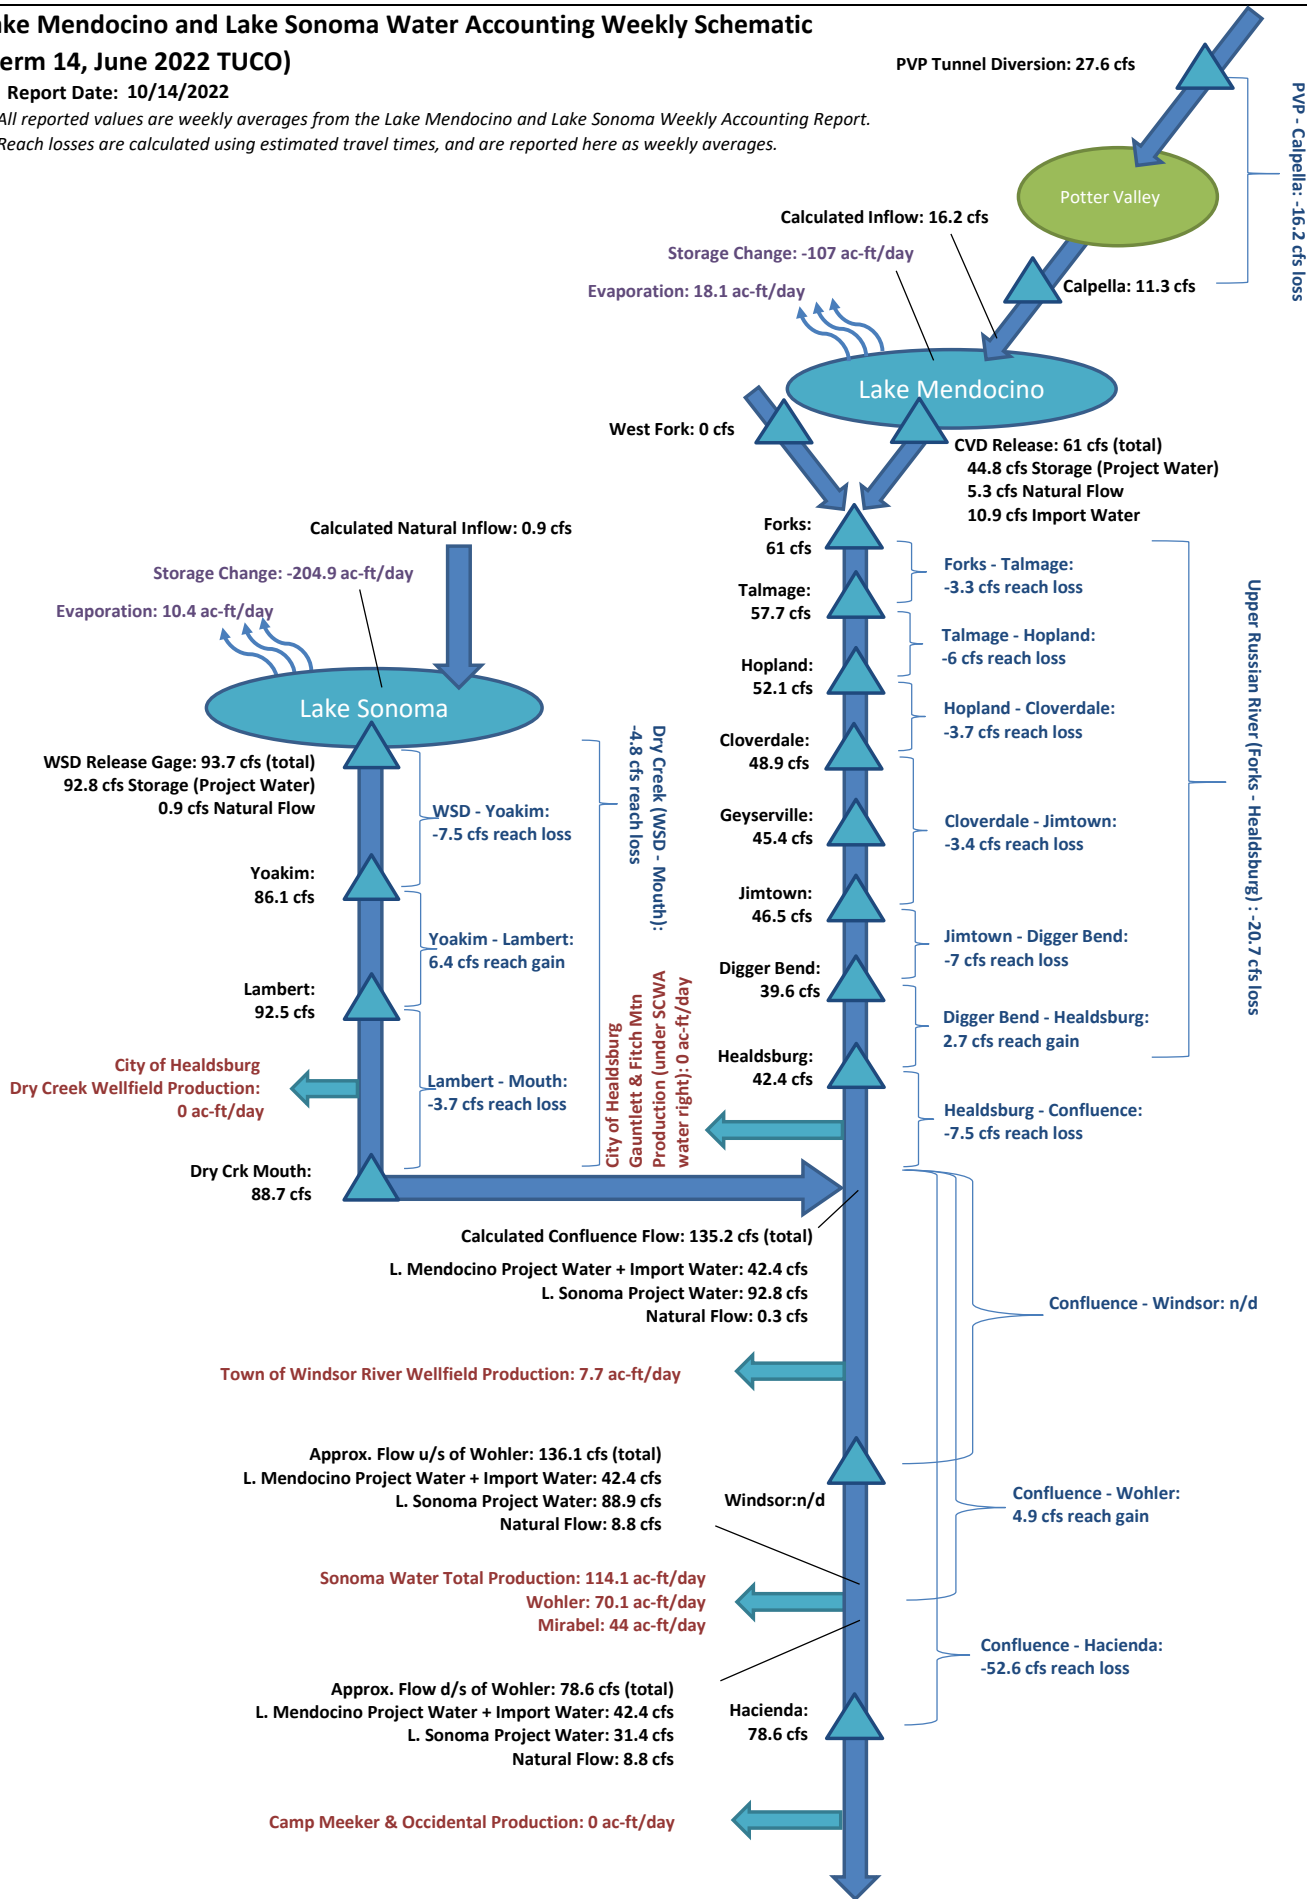 ake Mendocino and Lake Sonoma Water Accounting Weekly Schematic
erm 14, June 2022 TUCO)
Report Date: 10/14/2022
All reported values are weekly averages from the Lake Mendocino and Lake Sonoma Weekly Accounting Report.
Reach losses are calculated using estimated travel times, and are reported here as weekly averages.
PVP Tunnel Diversion: 27.6 cfs
PVP - Calpella: -16.2 cfs loss
Potter Valley
Calculated Inflow: 16.2 cfs
Storage Change: -107 ac-ft/day
Evaporation: 18.1 ac-ft/day
Calpella: 11.3 cfs
Lake Mendocino
West Fork: 0 cfs
CVD Release: 61 cfs (total)
44.8 cfs Storage (Project Water)
5.3 cfs Natural Flow
10.9 cfs Import Water
Forks:
61 cfs
Forks - Talmage:
-3.3 cfs reach loss
Talmage:
57.7 cfs
Talmage - Hopland:
-6 cfs reach loss
Hopland:
52.1 cfs
Hopland - Cloverdale:
-3.7 cfs reach loss
Cloverdale:
48.9 cfs
Geyserville:
45.4 cfs
Cloverdale - Jimtown:
-3.4 cfs reach loss
Jimtown:
46.5 cfs
Jimtown - Digger Bend:
-7 cfs reach loss
Digger Bend:
39.6 cfs
Digger Bend - Healdsburg:
2.7 cfs reach gain
Healdsburg:
42.4 cfs
Healdsburg - Confluence:
-7.5 cfs reach loss
Upper Russian River (Forks - Healdsburg) : -20.7 cfs loss
Calculated Natural Inflow: 0.9 cfs
Storage Change: -204.9 ac-ft/day
Evaporation: 10.4 ac-ft/day
Lake Sonoma
WSD Release Gage: 93.7 cfs (total)
92.8 cfs Storage (Project Water)
0.9 cfs Natural Flow
WSD - Yoakim:
-7.5 cfs reach loss
Yoakim:
86.1 cfs
Yoakim - Lambert:
6.4 cfs reach gain
Lambert:
92.5 cfs
City of Healdsburg
Dry Creek Wellfield Production:
0 ac-ft/day
Lambert - Mouth:
-3.7 cfs reach loss
Dry Crk Mouth:
88.7 cfs
Dry Creek (WSD - Mouth):
-4.8 cfs reach loss
City of Healdsburg
Gauntlett & Fitch Mtn
Production (under SCWA
water right): 0 ac-ft/day
Calculated Confluence Flow: 135.2 cfs (total)
L. Mendocino Project Water + Import Water: 42.4 cfs
L. Sonoma Project Water: 92.8 cfs
Natural Flow: 0.3 cfs
Confluence - Windsor: n/d
Town of Windsor River Wellfield Production: 7.7 ac-ft/day
Approx. Flow u/s of Wohler: 136.1 cfs (total)
L. Mendocino Project Water + Import Water: 42.4 cfs
L. Sonoma Project Water: 88.9 cfs
Natural Flow: 8.8 cfs
Windsor:n/d
Confluence - Wohler:
4.9 cfs reach gain
Sonoma Water Total Production: 114.1 ac-ft/day
Wohler: 70.1 ac-ft/day
Mirabel: 44 ac-ft/day
Confluence - Hacienda:
-52.6 cfs reach loss
Approx. Flow d/s of Wohler: 78.6 cfs (total)
L. Mendocino Project Water + Import Water: 42.4 cfs
L. Sonoma Project Water: 31.4 cfs
Natural Flow: 8.8 cfs
Hacienda:
78.6 cfs
Camp Meeker & Occidental Production: 0 ac-ft/day